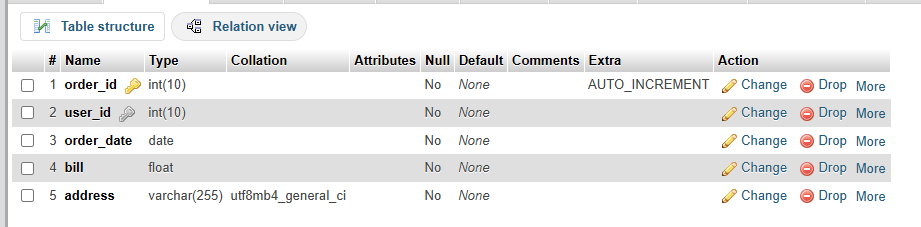 Table structure Relation view
# Name Type Collation Attributes Null Default Comments Extra Action
1 order_id int(10) No None AUTO_INCREMENT Change Drop More
2 user_id int(10) No None Change Drop More
3 order_date date No None Change Drop More
4 bill float No None Change Drop More
5 address varchar(255) utf8mb4_general_ci No None Change Drop More